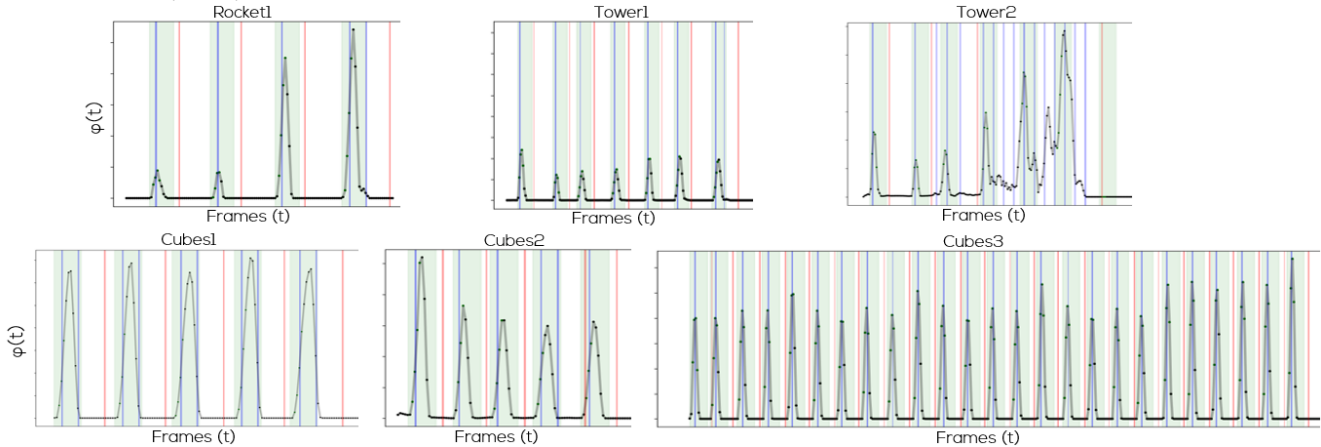 Rocket1
Tower1
Tower2
φ(t)
Frames (t)
Frames (t)
Frames (t)
Cubes1
Cubes2
Cubes3
φ(t)
Frames (t)
Frames (t)
Frames (t)